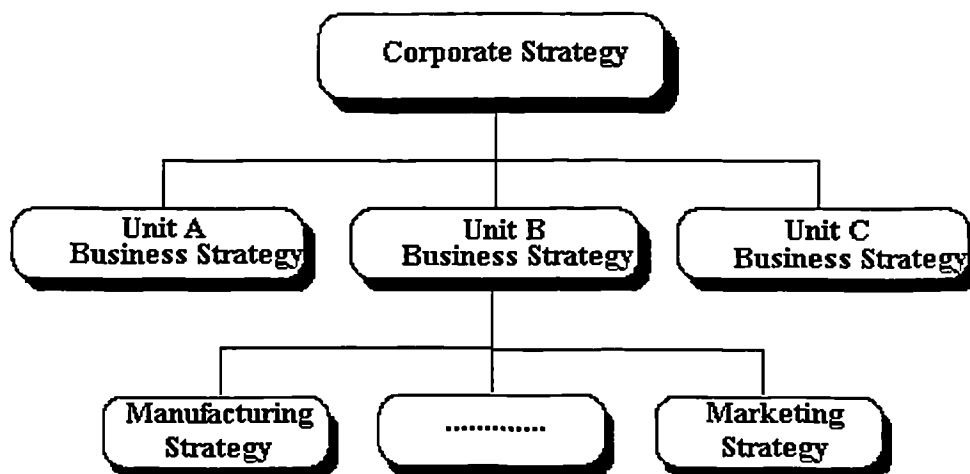 Corporate Strategy
Unit A
Business Strategy
Unit B
Business Strategy
Unit C
Business Strategy
Manufacturing
Strategy
.............
Marketing
Strategy